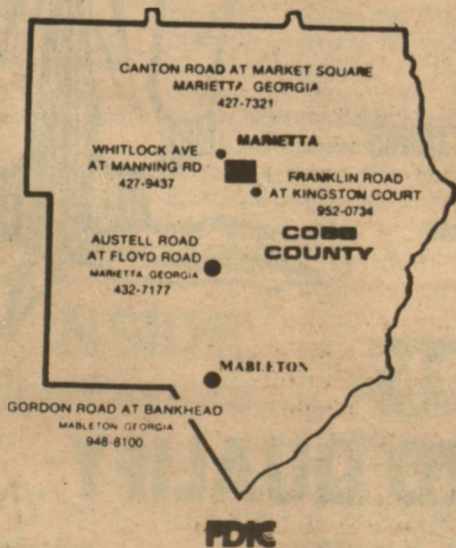 CANTON ROAD AT MARKET SQUARE
MARIETTA GEORGIA
427-7321
MARIETTA
WHITLOCK AVE
AT MANNING RD
427-9437
FRANKLIN ROAD
AT KINGSTON COURT
952-0734
COBB
COUNTY
AUSTELL ROAD
AT FLOYD ROAD
MARIETTA GEORGIA
432-7177
MABLETON
GORDON ROAD AT BANKHEAD
MABLETON GEORGIA
948-8100
FDIC